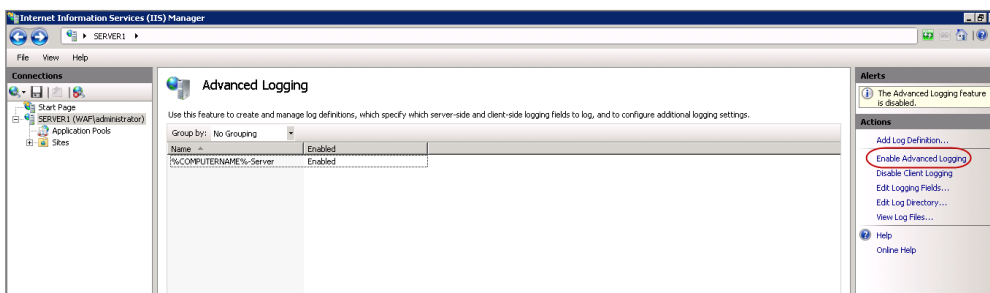 Internet Information Services (IIS) Manager
SERVER1
File View Help
Connections
Start Page
SERVER1 (WAF\administrator)
Application Pools
Sites
Advanced Logging
Use this feature to create and manage log definitions, which specify which server-side and client-side logging fields to log, and to configure additional logging settings.
Group by: No Grouping
Name Enabled
%COMPUTERNAME%-Server Enabled
Alerts
The Advanced Logging feature
is disabled.
Actions
Add Log Definition...
Enable Advanced Logging
Disable Client Logging
Edit Logging Fields...
Edit Log Directory...
View Log Files...
Help
Online Help